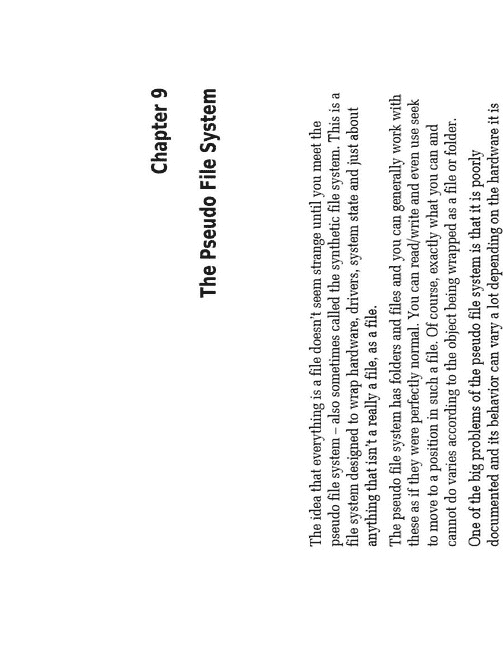 Chapter 9
The Pseudo File System
The idea that everything is a file doesn't seem strange until you meet the
pseudo file system – also sometimes called the synthetic file system. This is a
file system designed to wrap hardware, drivers, system state and just about
anything that isn't a really a file, as a file.
The pseudo file system has folders and files and you can generally work with
these as if they were perfectly normal. You can read/write and even use seek
to move to a position in such a file. Of course, exactly what you can and
cannot do varies according to the object being wrapped as a file or folder.
One of the big problems of the pseudo file system is that it is poorly
documented and its behavior can vary a lot depending on the hardware it is